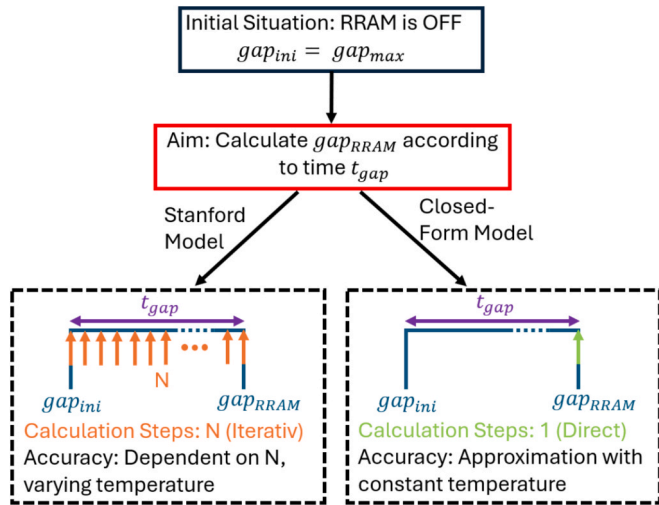 Initial Situation: RRAM is OFF
gap_ini = gap_max
Aim: Calculate gap_RRAM according
to time t_gap
Stanford
Model
Closed-
Form Model
t_gap
N
gap_ini
gap_RRAM
Calculation Steps: N (Iterativ)
Accuracy: Dependent on N,
varying temperature
t_gap
gap_ini
gap_RRAM
Calculation Steps: 1 (Direct)
Accuracy: Approximation with
constant temperature